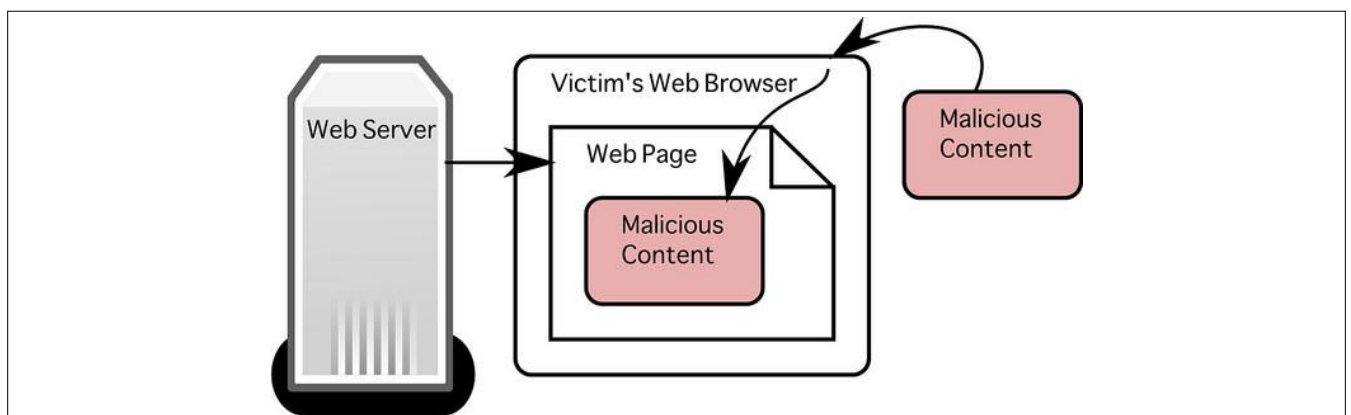 Web Server
Victim's Web Browser
Web Page
Malicious
Content
Malicious
Content